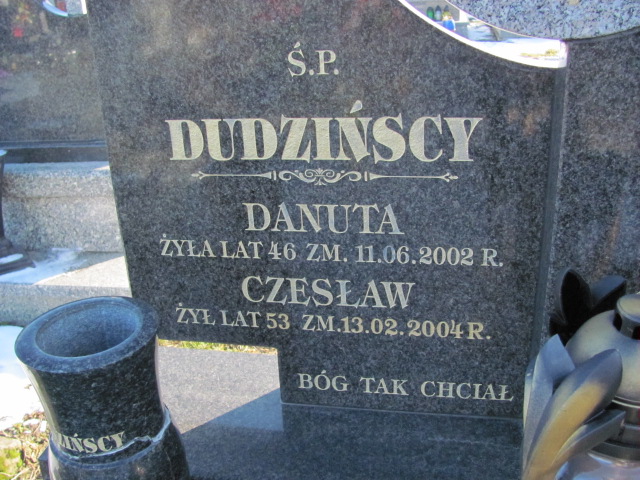 Ś.P.
DUDZIŃSCY
DANUTA
ŻYŁA LAT 46 ZM. 11.06.2002 R.
CZESŁAW
ŻYŁ LAT 53 ZM. 13.02.2004 R.
BÓG TAK CHCIAŁ
ZIŃSCY